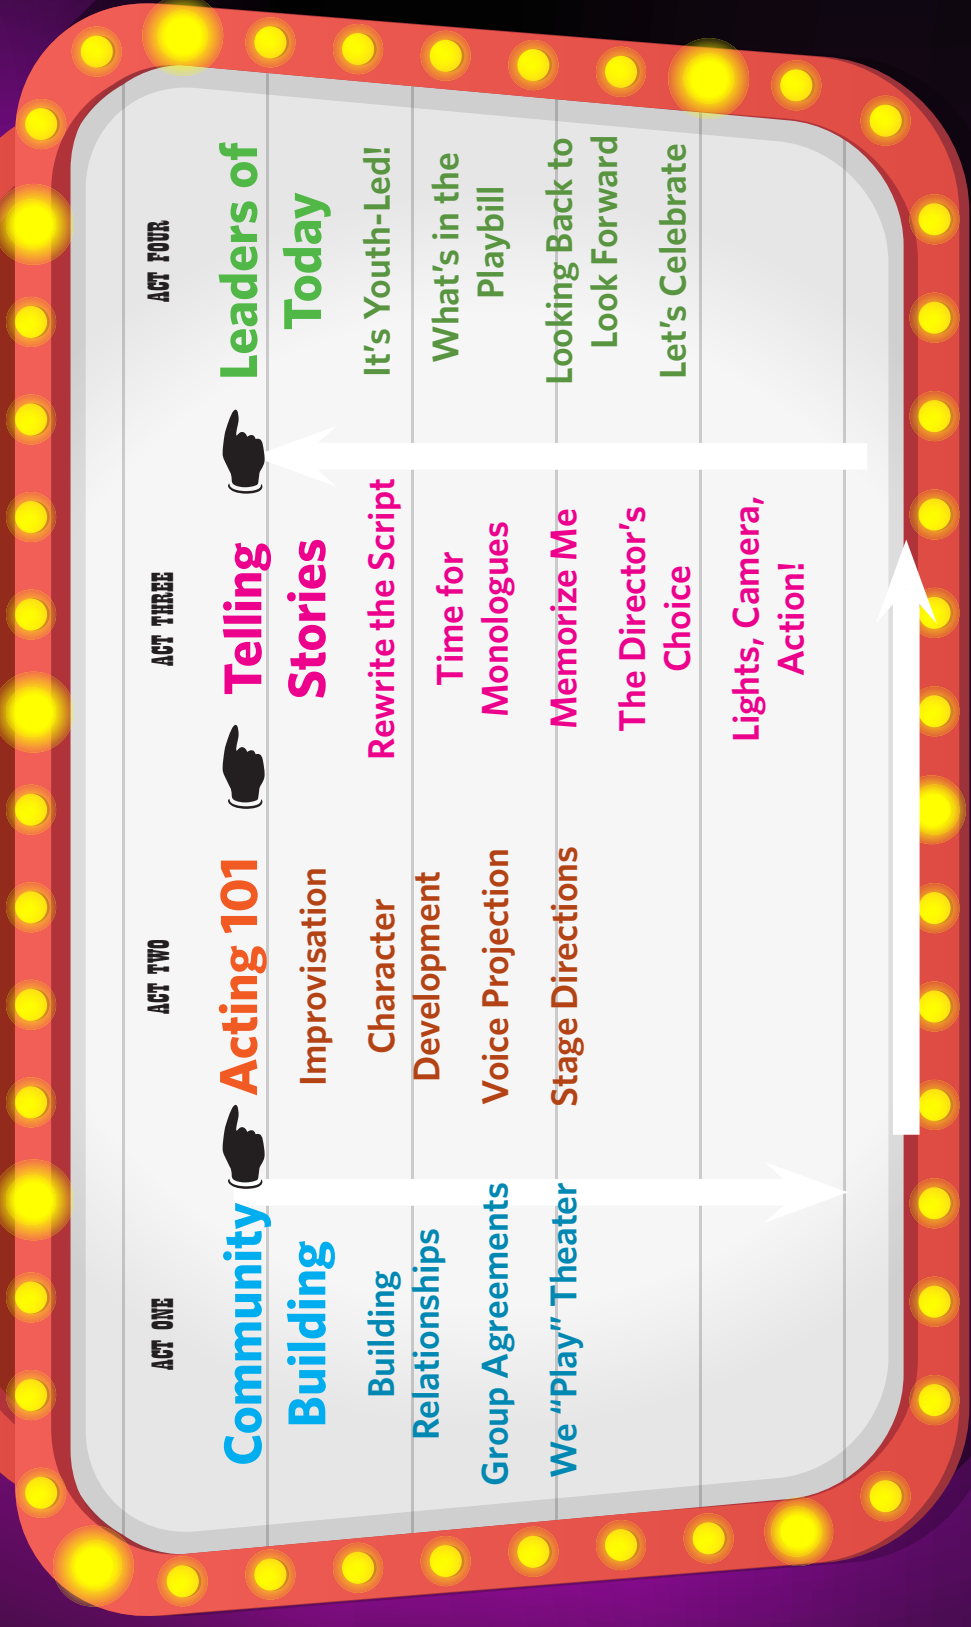 ACT ONE
Community
Building
Building
Relationships
Group Agreements
We “Play” Theater
ACT TWO
Acting 101
Improvisation
Character
Development
Voice Projection
Stage Directions
ACT THREE
Telling
Stories
Rewrite the Script
Time for
Monologues
Memorize Me
The Director’s
Choice
Lights, Camera,
Action!
ACT FOUR
Leaders of
Today
It’s Youth-Led!
What’s in the
Playbill
Looking Back to
Look Forward
Let’s Celebrate